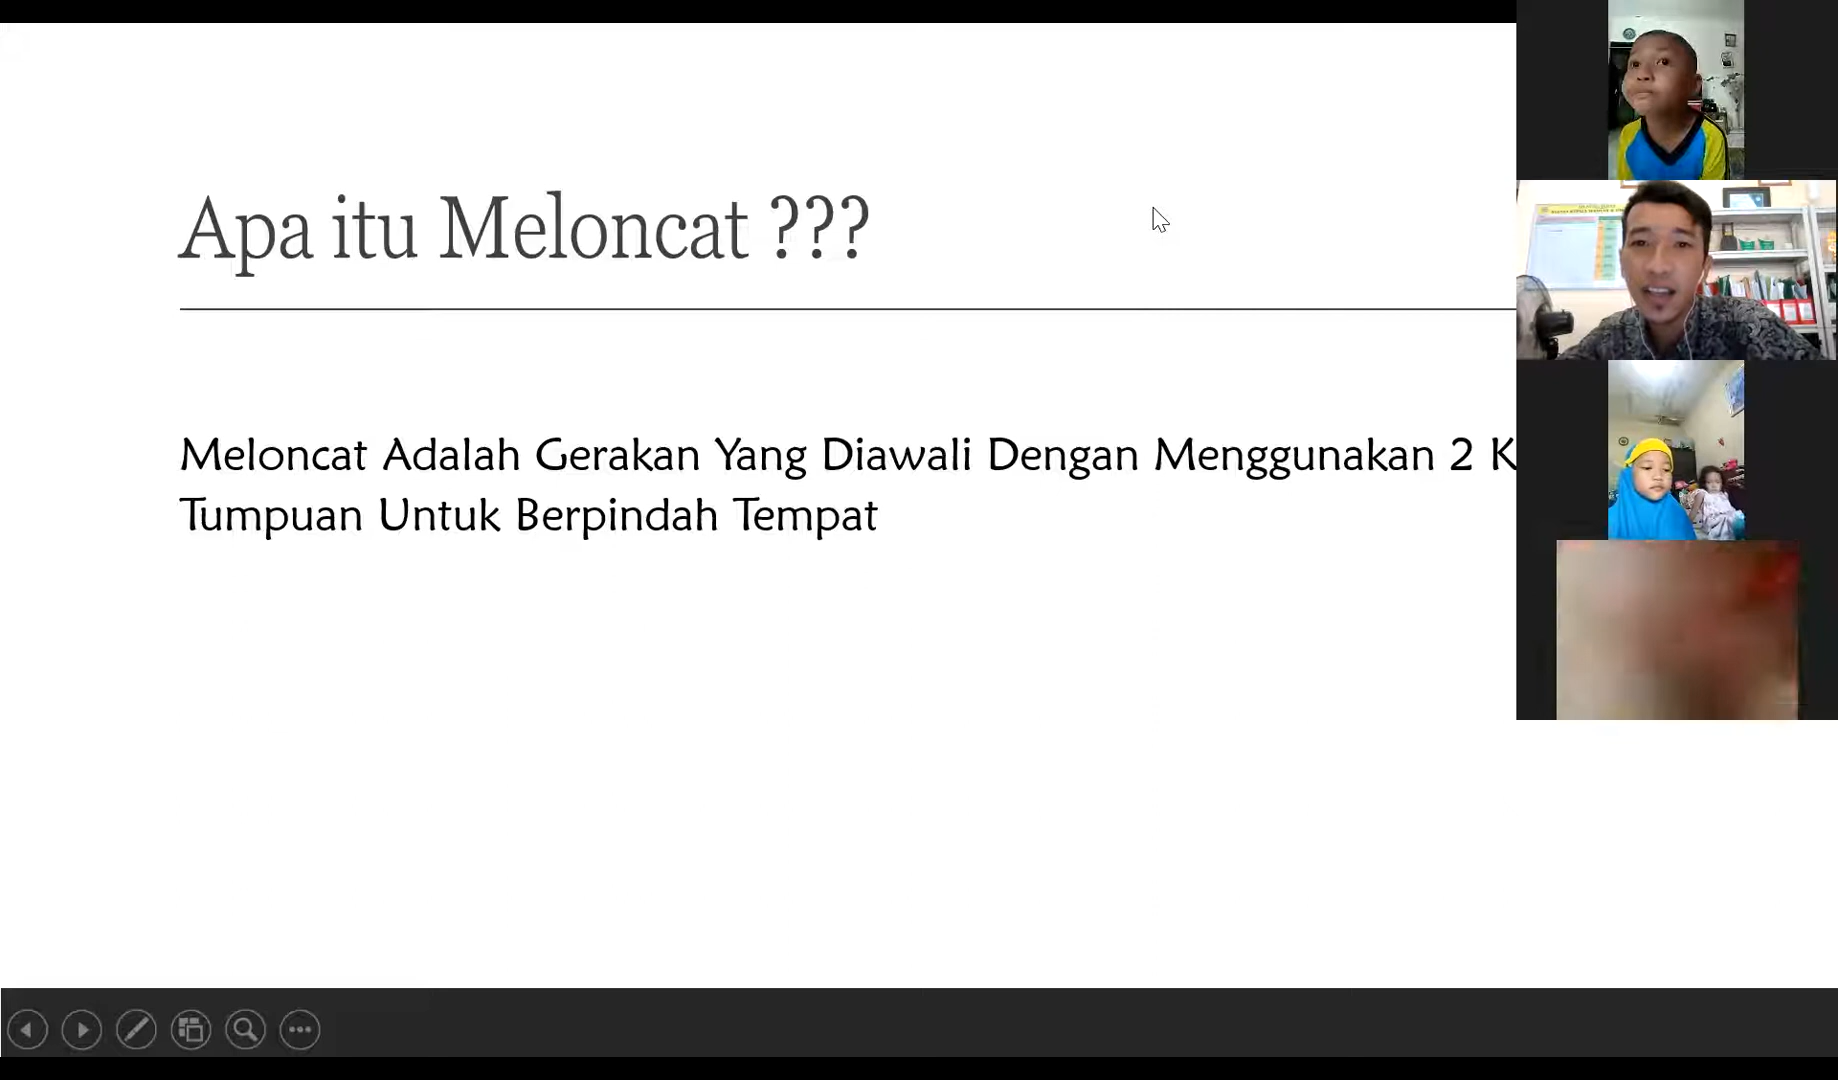 Apa itu Meloncat ???
Meloncat Adalah Gerakan Yang Diawali Dengan Menggunakan 2 K
Tumpuan Untuk Berpindah Tempat